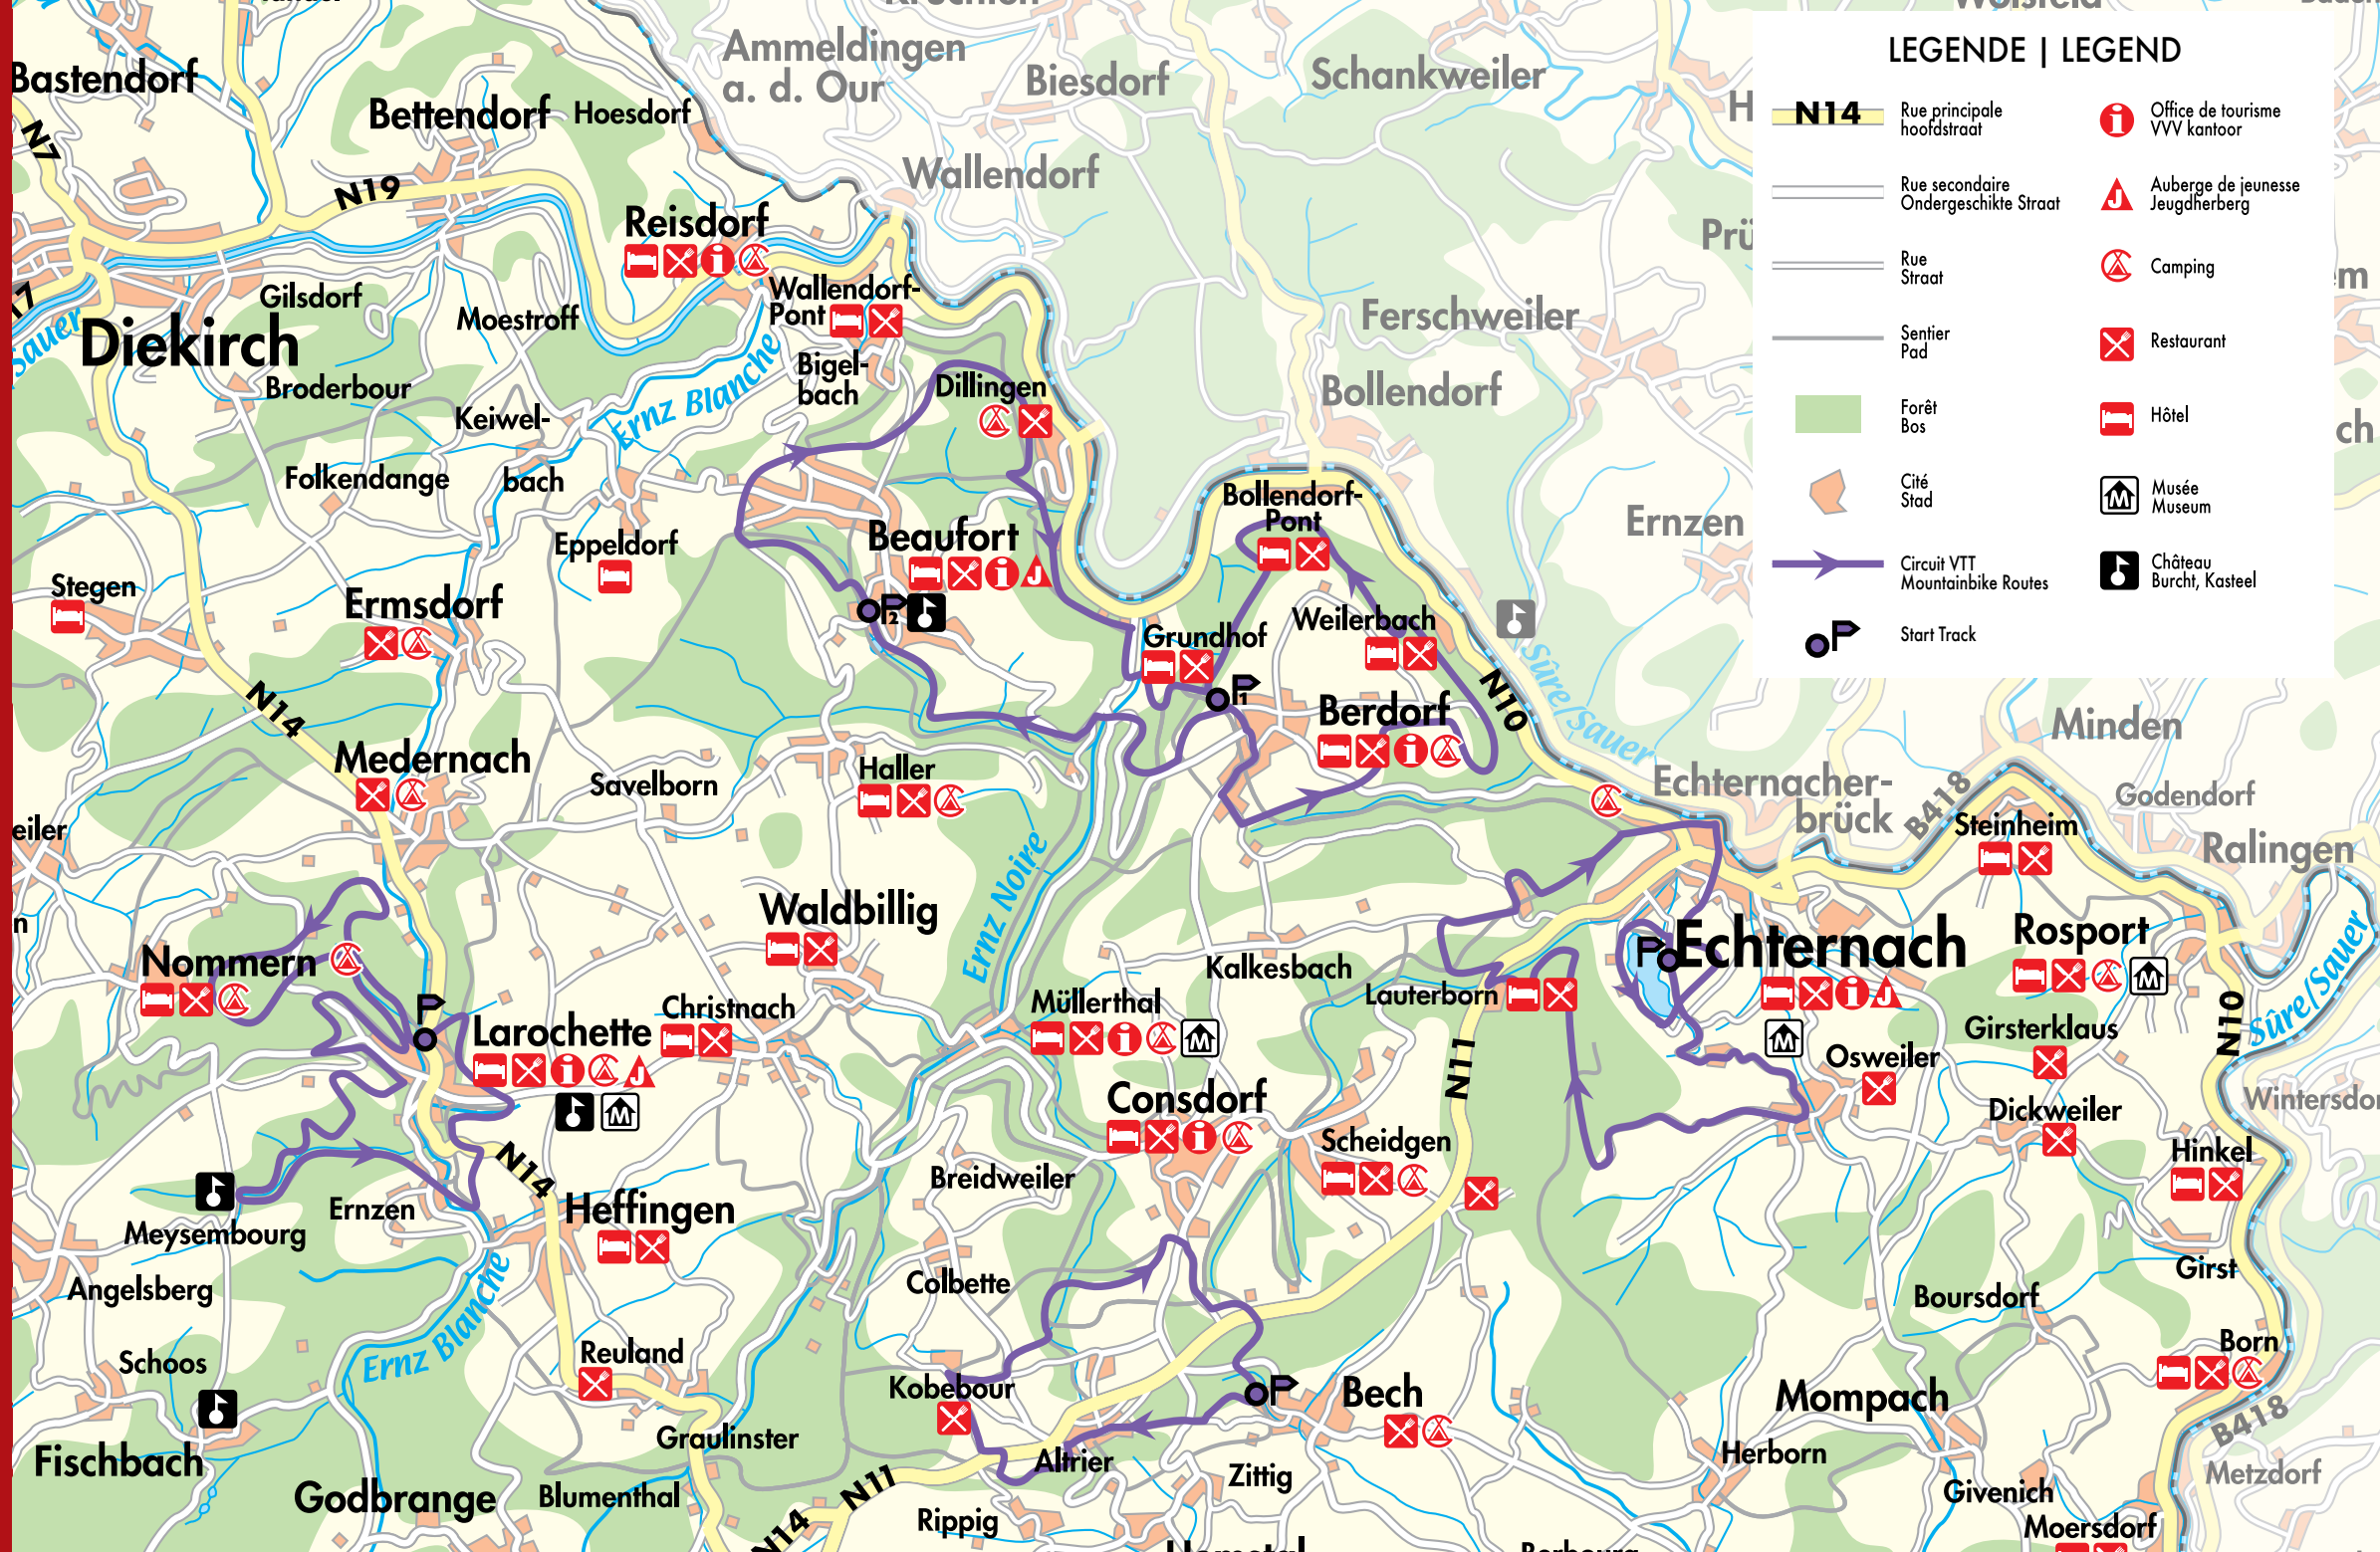 LEGENDE | LEGEND
N14
Rue principale
hoofdstraat
Rue secondaire
Ondergeschikte Straat
Rue
Straat
Sentier
Pad
Forêt
Bos
Cité
Stad
Circuit VTT
Mountainbike Routes
P
Start Track
i
Office de tourisme
VVV kantoor
J
Auberge de jeunesse
Jeugdherberg
Camping
Restaurant
Hôtel
M
Musée
Museum
Château
Burcht, Kasteel
Ammeldingen
a. d. Our
Biesdorf
Schankweiler
Bastendorf
Bettendorf
Hoesdorf
N7
N19
Wallendorf
Reisdorf
Wallendorf-
Pont
Gilsdorf
Moestroff
Diekirch
Sauer
Ferschweiler
Bigel-
bach
Dillingen
Bollendorf
Broderbour
Keiwel-
bach
Ernz Blanche
Folkendange
Bollendorf-
Pont
Ernzen
Beaufort
Eppeldorf
Stegen
Ermsdorf
P2
Grundhof
Weilerbach
P1
N10
Sûre/Sauer
Berdorf
N14
Medernach
Savelborn
Haller
Echternacher-
brück
B418
Minden
Godendorf
Steinheim
Ralingen
eiler
Ernz Noire
Waldbillig
Nommern
Kalkesbach
Lauterborn
P
Echternach
Rosport
Sûre/Sauer
N10
P
Larochette
Christnach
Müllerthal
Girsterklaus
Osweiler
N11
Consdorf
Scheidgen
Dickweiler
Hinkel
N14
Breidweiler
Ernzen
Heffingen
Meysembourg
Angelsberg
Colbette
Girst
Boursdorf
Ernz Blanche
Schoos
Reuland
Kobebour
P
Bech
Born
Mompach
B418
Fischbach
Graulinster
Altrier
Herborn
Zittig
Metzdorf
Godbrange
Blumenthal
N11
N14
Rippig
Givenich
Moersdorf